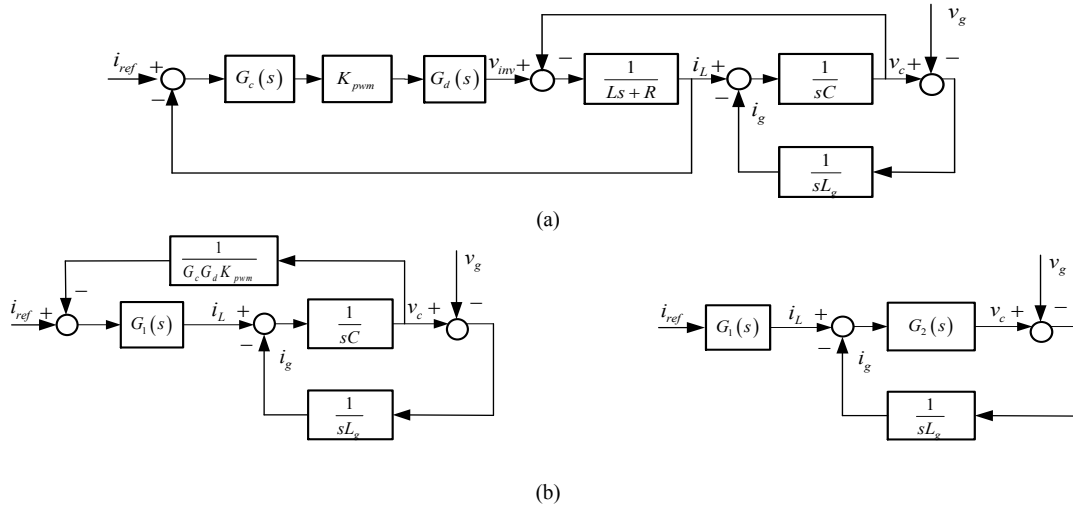 v_g
i_ref + − G_c(s) K_pwm G_d(s) v_inv + − 1/(Ls + R) i_L + − 1/(sC) v_c + −
i_g
1/(sL_g)
(a)
1/(G_c G_d K_pwm)
v_g
i_ref + − G_1(s) i_L + − 1/(sC) v_c + −
i_g
1/(sL_g)
v_g
i_ref G_1(s) i_L + − G_2(s) v_c + −
i_g
1/(sL_g)
(b)